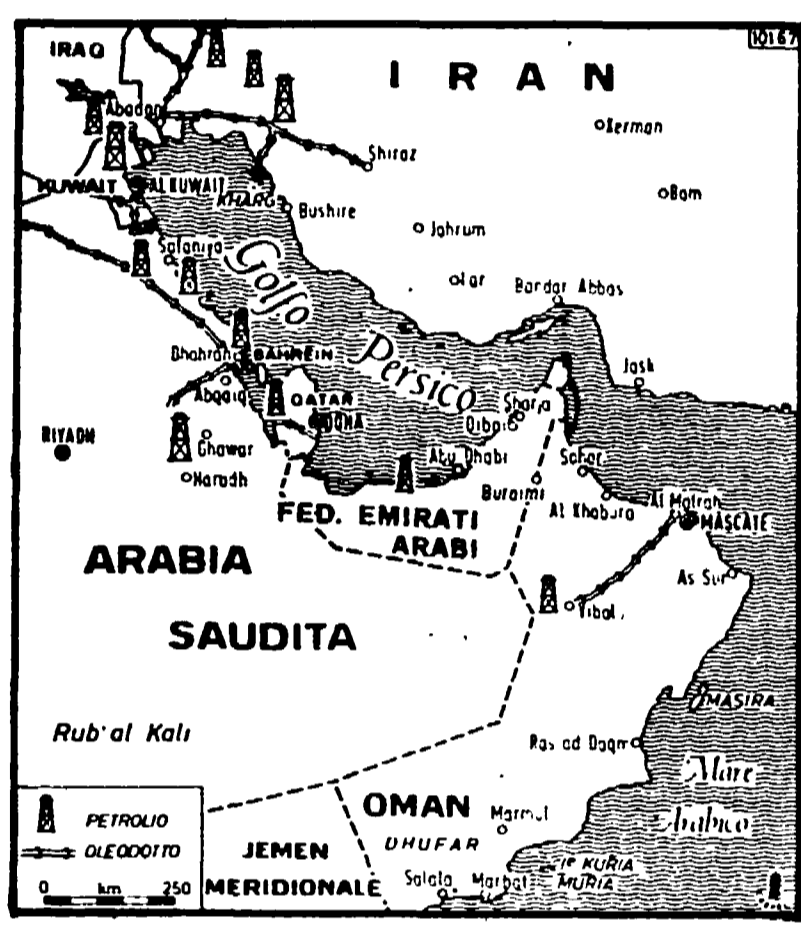 10167
IRAQ
I R A N
Abadan
Kerman
Shiraz
KUWAIT
AL KUWAIT
Bam
KHARG
Bushire
Jahrum
Safaniya
Golfo
Persico
Lar
Bandar Abbas
Dhahran
BAHREIN
Jask
Abqaiq
QATAR
DOHA
Sharja
Dibai
RIYADH
Ghawar
Haradh
Abu Dhabi
Buraimi
Sohar
Al Khabura
Al Matrah
MASCATE
FED. EMIRATI
ARABI
ARABIA
SAUDITA
As Sur
MASIRA
Rub' al Kali
Ras ad Daqm
Mare
Arabico
PETROLIO
OLEODOTTO
0 km 250
OMAN
DHUFAR
Marmul
JEMEN
MERIDIONALE
Is KURIA
MURIA
Salala
Marbat